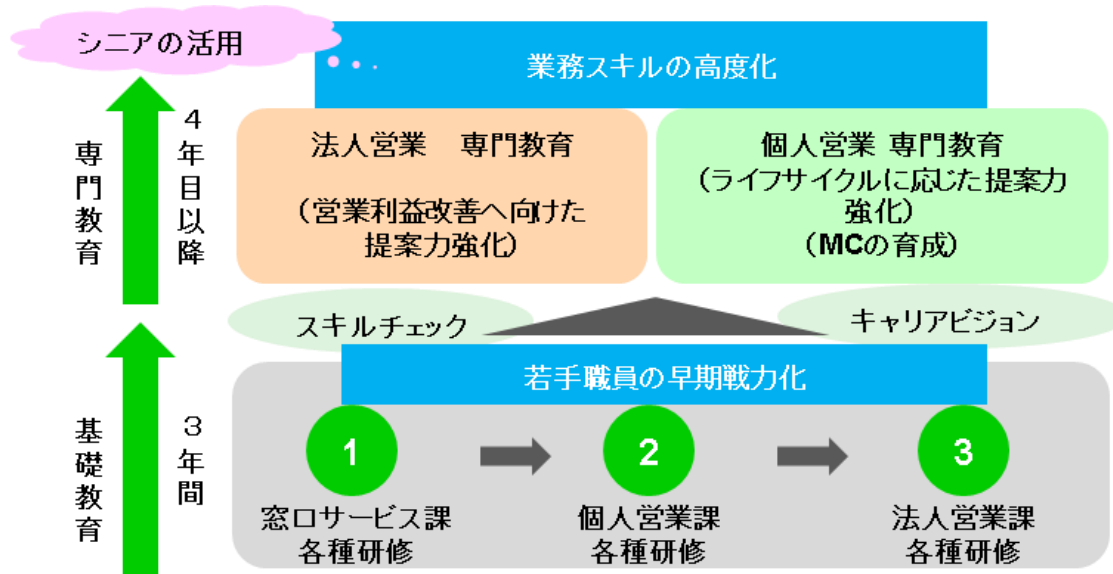 シニアの活用
業務スキルの高度化
専門教育
4年目以降
法人営業　専門教育
（営業利益改善へ向けた
提案力強化）
個人営業 専門教育
（ライフサイクルに応じた提案力
強化）
（MCの育成）
スキルチェック
キャリアビジョン
若手職員の早期戦力化
基礎教育
3年間
1
2
3
窓口サービス課
各種研修
個人営業課
各種研修
法人営業課
各種研修